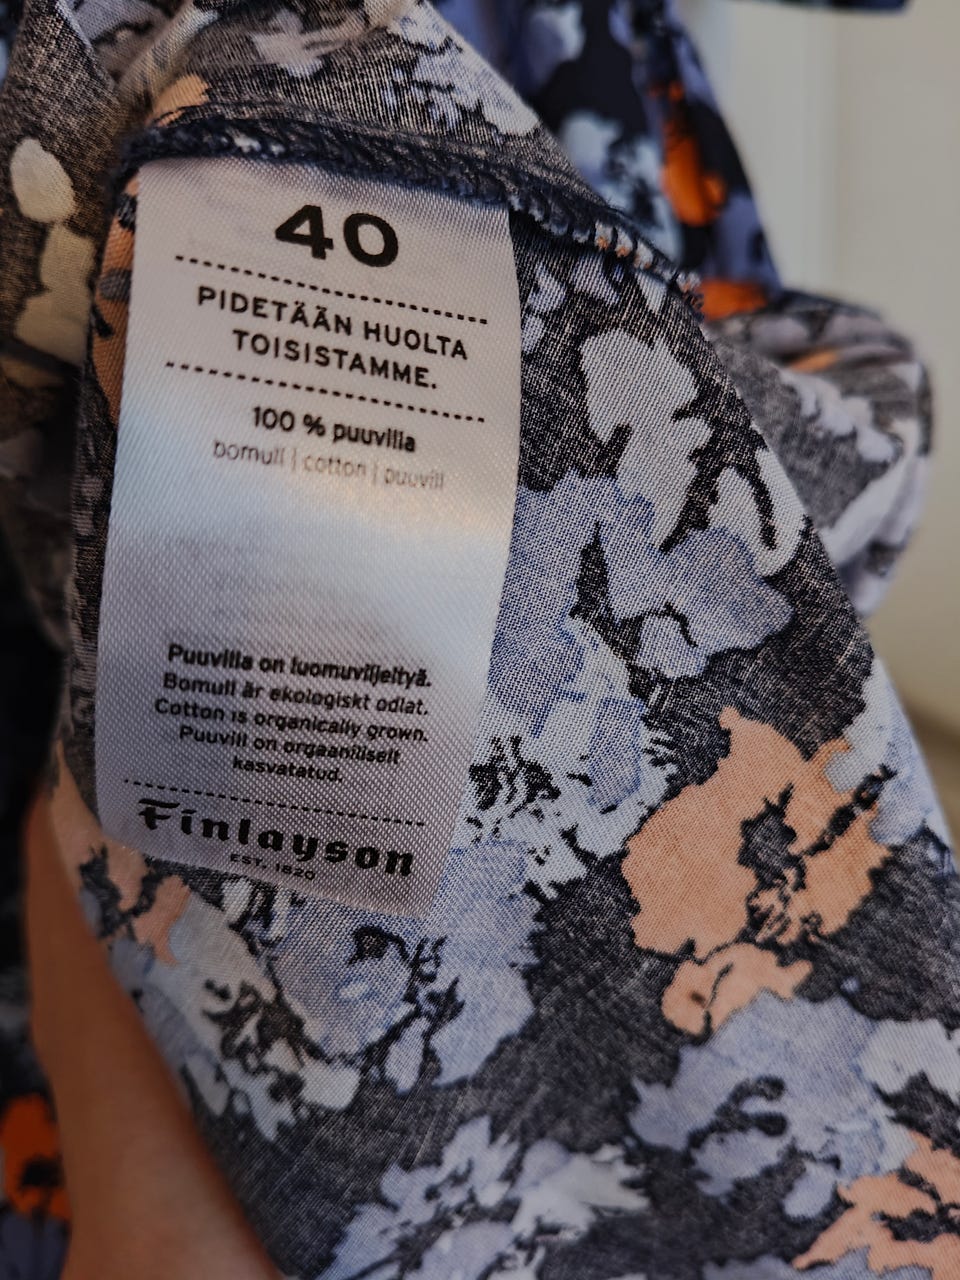 40
PIDETÄÄN HUOLTA
TOISISTAMME.
100 % puuvilla
bomull | cotton | puuvill
Puuvilla on luomuviljeltyä.
Bomull är ekologiskt odlat.
Cotton is organically grown.
Puuvill on orgaaniliselt
kasvatatud.
Finlayson
EST. 1820